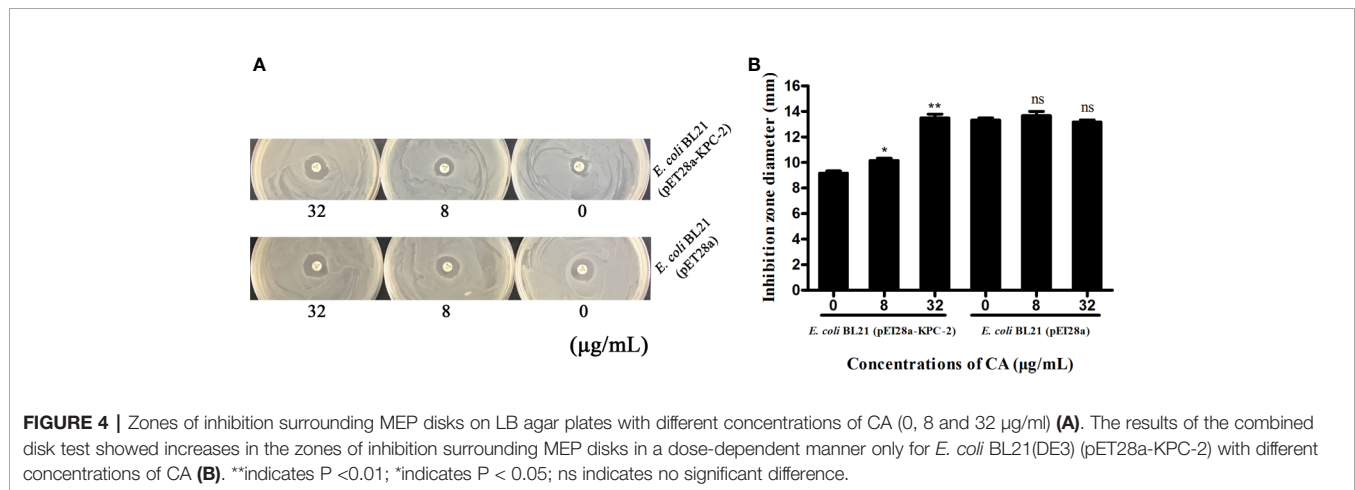 A
E. coli BL21
(pET28a-KPC-2)
32 8 0
E. coli BL21
(pET28a)
32 8 0
(μg/mL)
B
Inhibition zone diameter (mm)
16
14
12
10
8
6
4
2
0
*
**
ns
ns
0 8 32 0 8 32
E. coli BL21 (pET28a-KPC-2) E. coli BL21 (pET28a)
Concentrations of CA (μg/mL)
FIGURE 4 | Zones of inhibition surrounding MEP disks on LB agar plates with different concentrations of CA (0, 8 and 32 μg/ml) (A). The results of the combined
disk test showed increases in the zones of inhibition surrounding MEP disks in a dose-dependent manner only for E. coli BL21(DE3) (pET28a-KPC-2) with different
concentrations of CA (B). **indicates P <0.01; *indicates P < 0.05; ns indicates no significant difference.